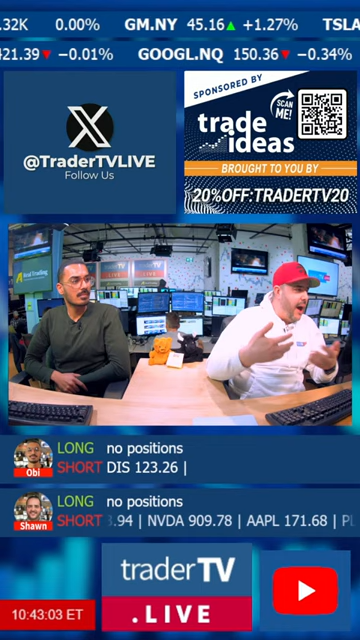 .32K 0.00% GM.NY 45.16▲ +1.27% TSLA
421.39▼ −0.01% GOOGL.NQ 150.36▼ −0.34%
@TraderTVLIVE
Follow Us
SPONSORED BY
SCAN ME!
trade ideas
BROUGHT TO YOU BY
20%OFF:TRADERTV20
LONG no positions
SHORT DIS 123.26 |
Obi
LONG no positions
SHORT 3.94 | NVDA 909.78 | AAPL 171.68 |
Shawn
10:43:03 ET
traderTV
.LIVE